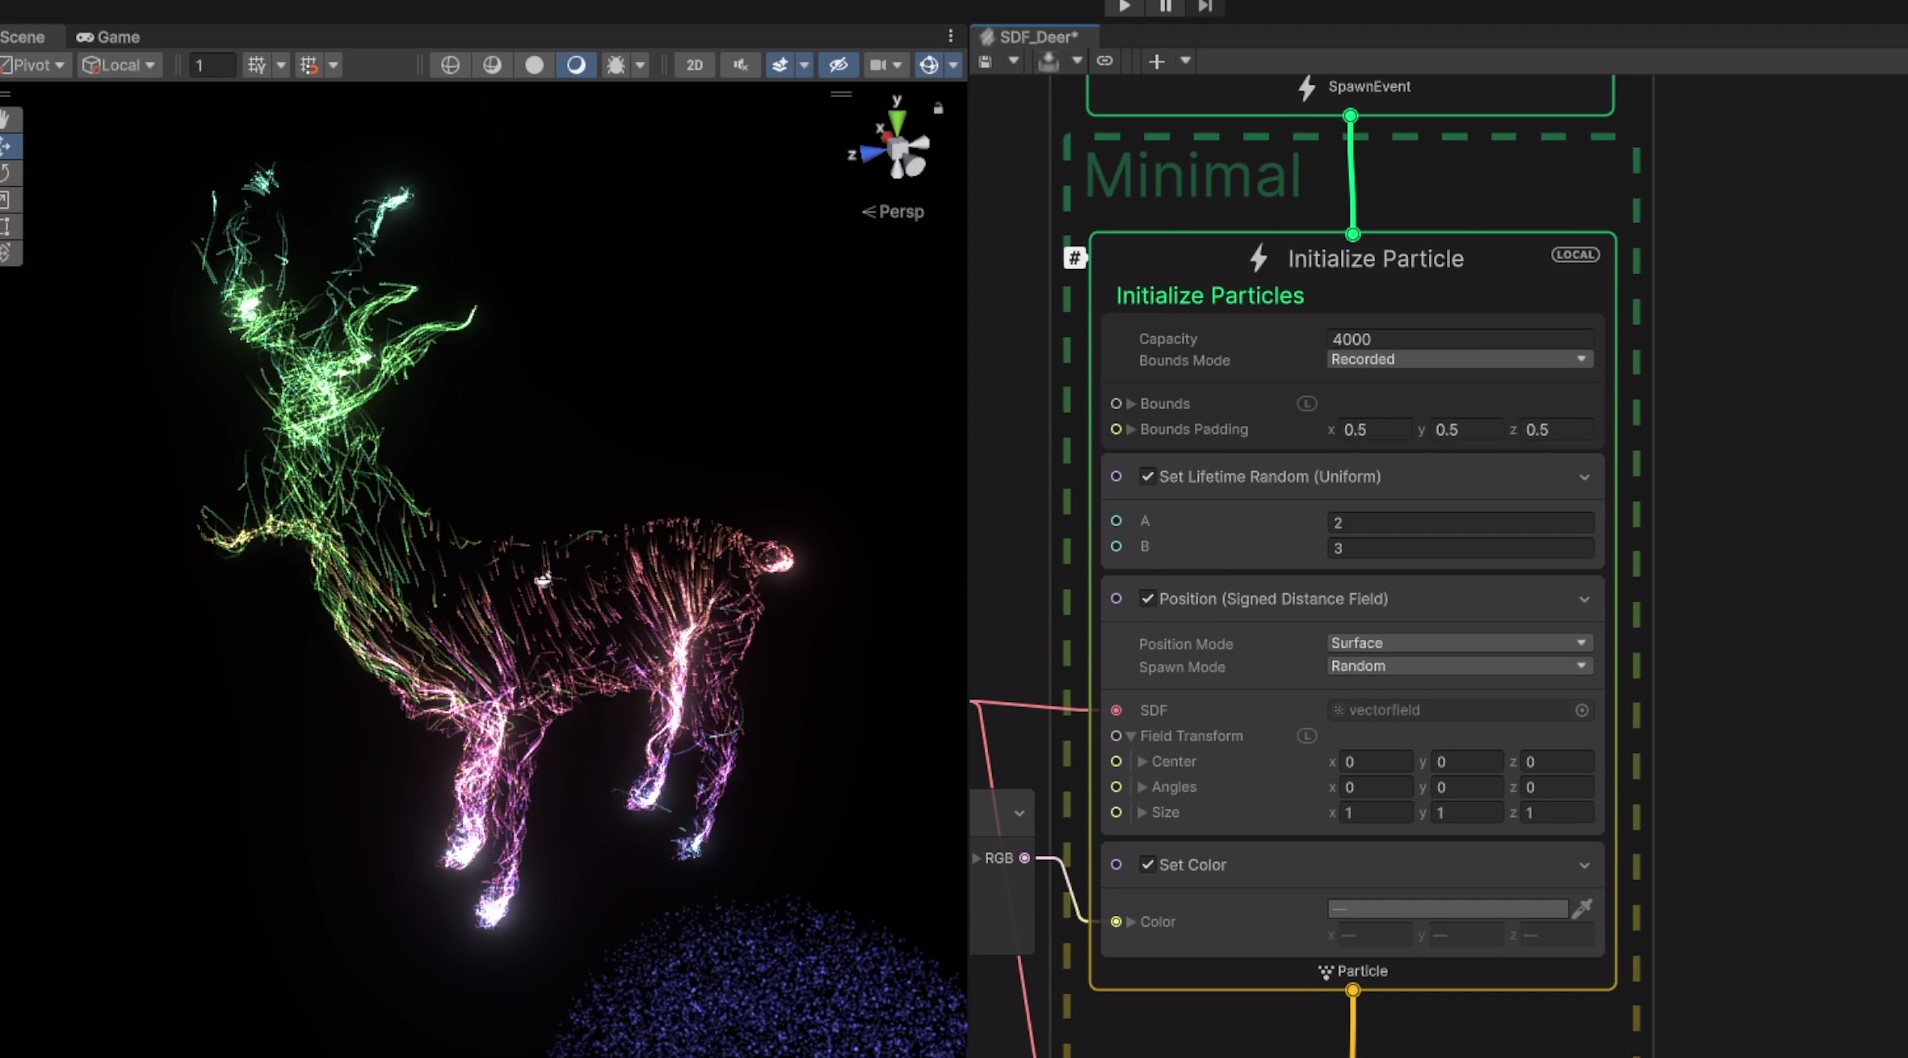 Scene
Game
SDF_Deer*
Pivot
Local
1
2D
y
x
z
Persp
SpawnEvent
Minimal
#
Initialize Particle
LOCAL
Initialize Particles
Capacity
4000
Bounds Mode
Recorded
Bounds
L
Bounds Padding
x 0.5 y 0.5 z 0.5
Set Lifetime Random (Uniform)
A
2
B
3
Position (Signed Distance Field)
Position Mode
Surface
Spawn Mode
Random
SDF
vectorfield
Field Transform
L
Center
x 0 y 0 z 0
Angles
x 0 y 0 z 0
Size
x 1 y 1 z 1
RGB
Set Color
—
Color
x — y — z —
Particle